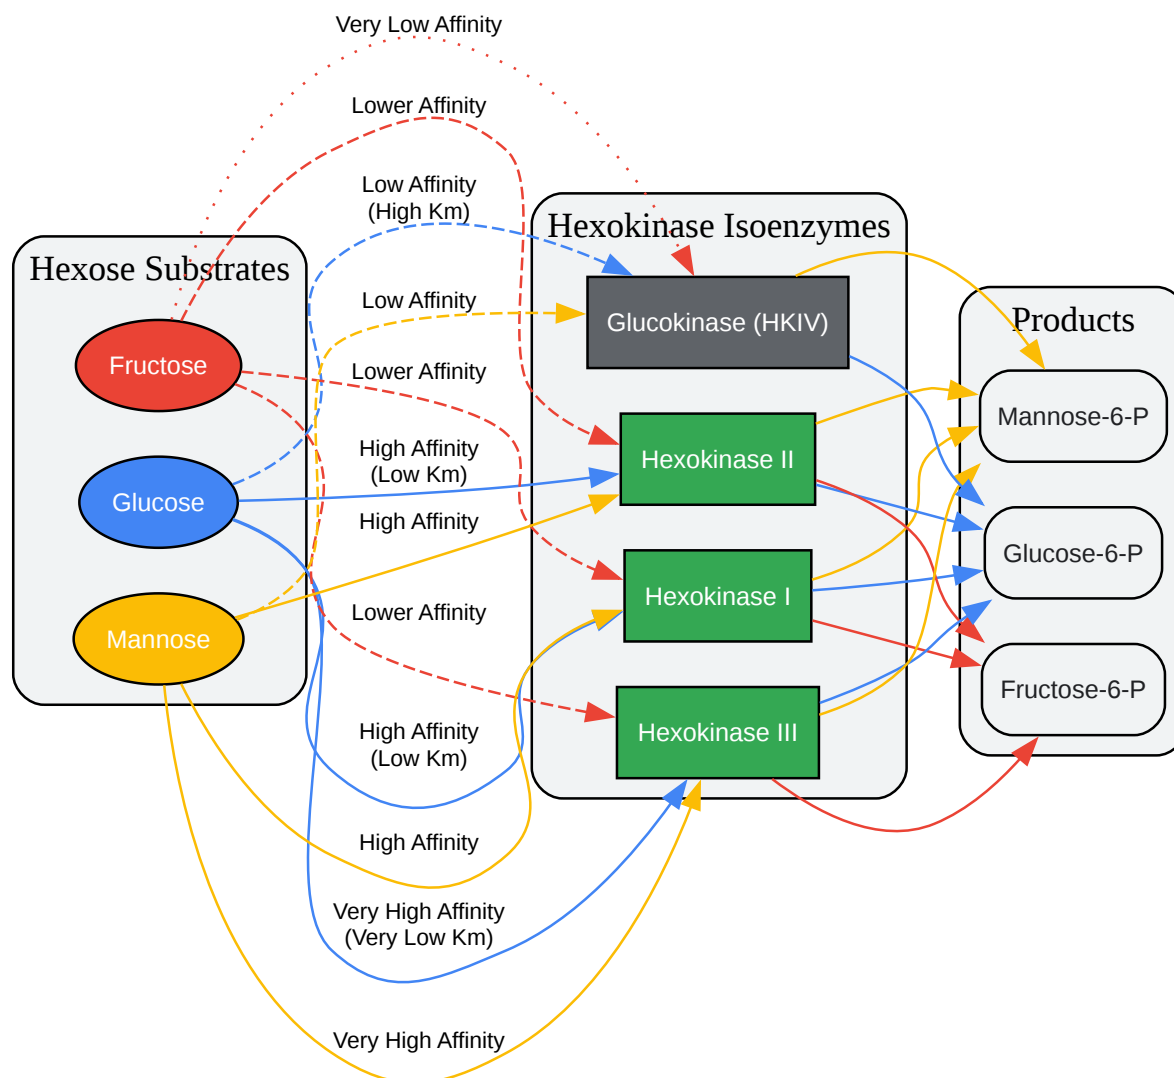 Very Low Affinity
Lower Affinity
Low Affinity
(High Km)
Hexokinase Isoenzymes
Hexose Substrates
Low Affinity
Glucokinase (HKIV)
Products
Fructose
Lower Affinity
Mannose-6-P
High Affinity
(Low Km)
Hexokinase II
Glucose
High Affinity
Glucose-6-P
Hexokinase I
Lower Affinity
Mannose
Fructose-6-P
High Affinity
(Low Km)
Hexokinase III
High Affinity
Very High Affinity
(Very Low Km)
Very High Affinity